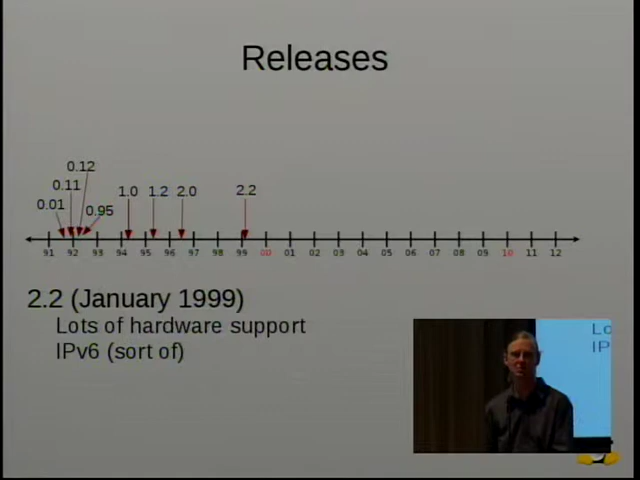 Releases
0.12
0.11
0.01
0.95
1.0 1.2 2.0 2.2
91 92 93 94 95 96 97 98 99 00 01 02 03 04 05 06 07 08 09 10 11 12
2.2 (January 1999)
Lots of hardware support
IPv6 (sort of)
Lo
IP